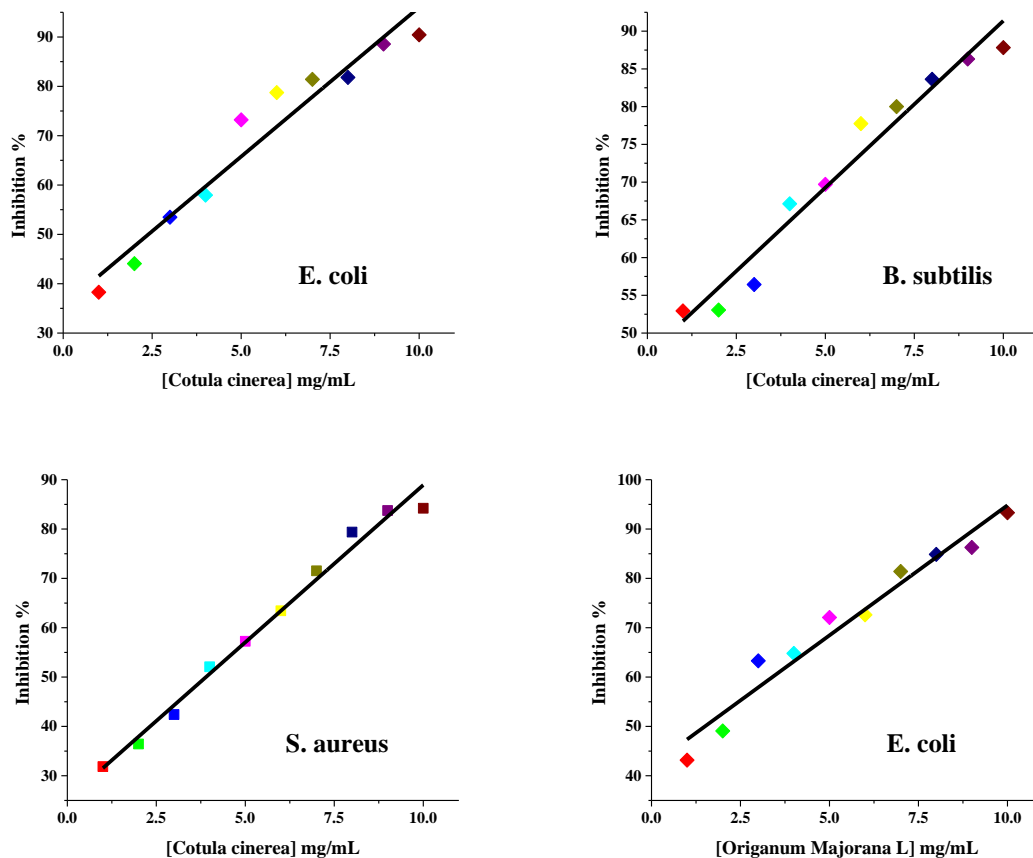 90
80
70
60
50
40
30
Inhibition %
E. coli
0.0 2.5 5.0 7.5 10.0
[Cotula cinerea] mg/mL
90
85
80
75
70
65
60
55
50
Inhibition %
B. subtilis
0.0 2.5 5.0 7.5 10.0
[Cotula cinerea] mg/mL
90
80
70
60
50
40
30
Inhibition %
S. aureus
0.0 2.5 5.0 7.5 10.0
[Cotula cinerea] mg/mL
100
90
80
70
60
50
40
Inhibition %
E. coli
0.0 2.5 5.0 7.5 10.0
[Origanum Majorana L] mg/mL